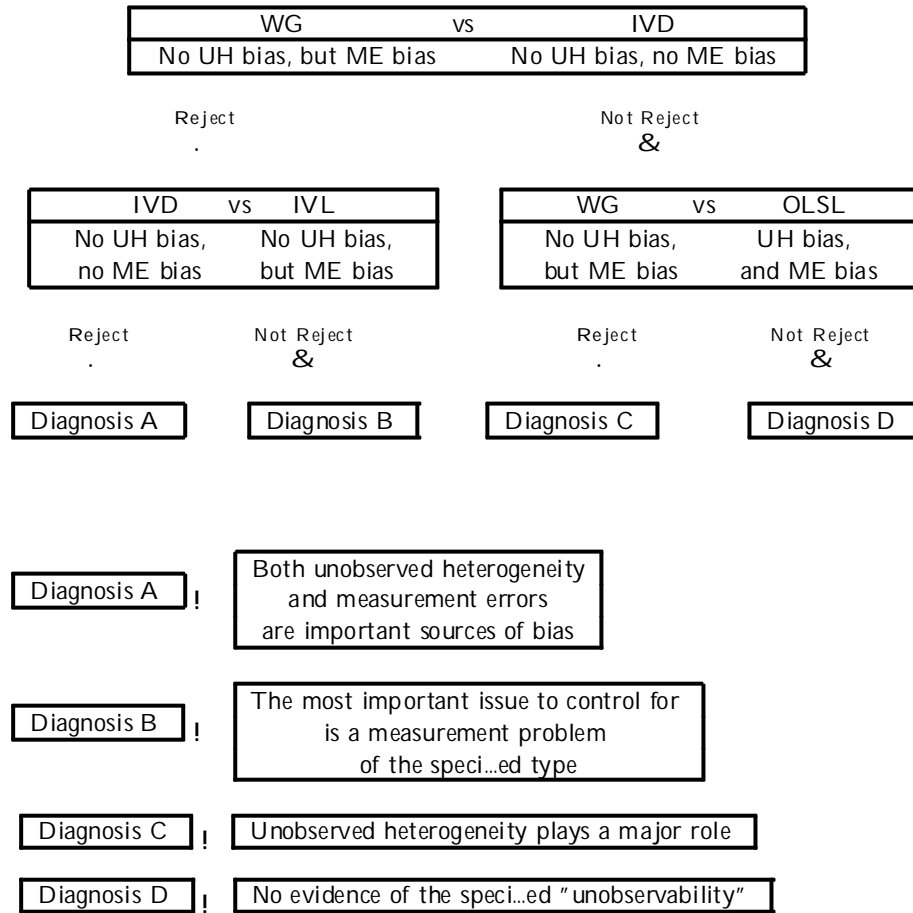 WG vs IVD
No UH bias, but ME bias No UH bias, no ME bias
Reject Not Reject
. &
IVD vs IVL WG vs OLSL
No UH bias, No UH bias, No UH bias, UH bias,
no ME bias but ME bias but ME bias and ME bias
Reject Not Reject Reject Not Reject
. & . &
Diagnosis A Diagnosis B Diagnosis C Diagnosis D
Both unobserved heterogeneity
Diagnosis A ! and measurement errors
are important sources of bias
The most important issue to control for
Diagnosis B ! is a measurement problem
of the speci...ed type
Diagnosis C ! Unobserved heterogeneity plays a major role
Diagnosis D ! No evidence of the speci...ed "unobservability"